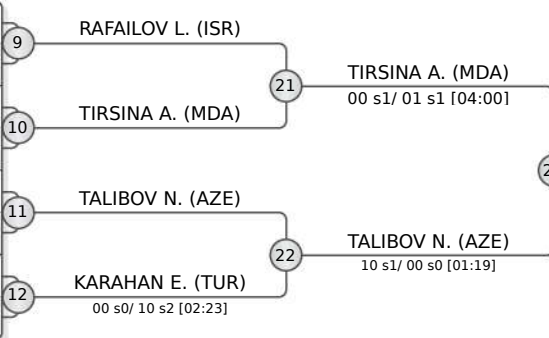 RAFAILOV L. (ISR)
9
21
TIRSINA A. (MDA)
00 s1/ 01 s1 [04:00]
TIRSINA A. (MDA)
10
TALIBOV N. (AZE)
11
22
TALIBOV N. (AZE)
10 s1/ 00 s0 [01:19]
KARAHAN E. (TUR)
12
00 s0/ 10 s2 [02:23]